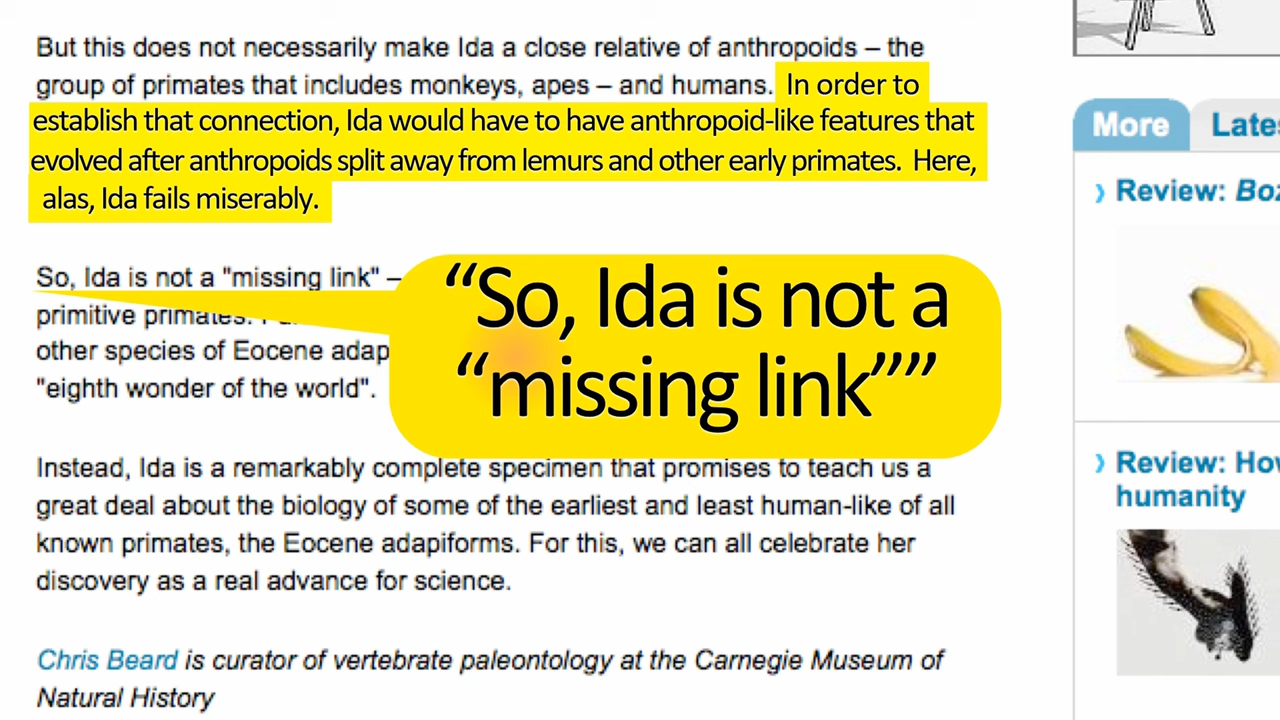 But this does not necessarily make Ida a close relative of anthropoids – the
group of primates that includes monkeys, apes – and humans. In order to
establish that connection, Ida would have to have anthropoid-like features that
evolved after anthropoids split away from lemurs and other early primates. Here,
alas, Ida fails miserably.
So, Ida is not a "missing link" –
primitive primates.
other species of Eocene adap
"eighth wonder of the world".
“So, Ida is not a
“missing link””
Instead, Ida is a remarkably complete specimen that promises to teach us a
great deal about the biology of some of the earliest and least human-like of all
known primates, the Eocene adapiforms. For this, we can all celebrate her
discovery as a real advance for science.
Chris Beard is curator of vertebrate paleontology at the Carnegie Museum of
Natural History
More
Lates
Review: Boz
Review: How
humanity